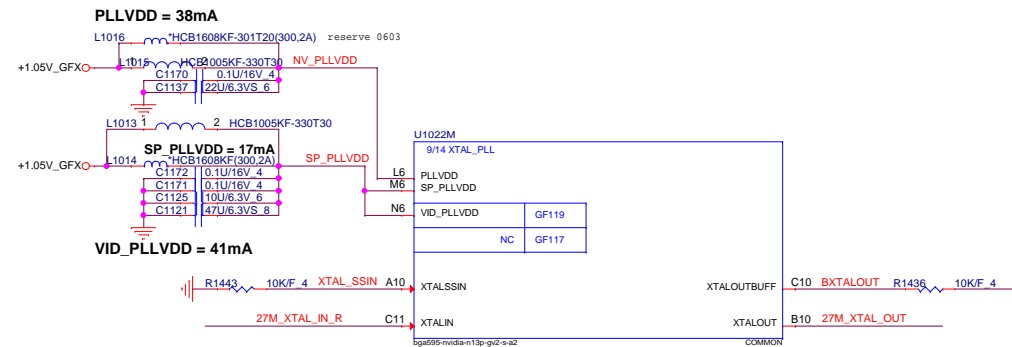 PLLVDD = 38mA
L1016 *HCB1608KF-301T20(300,2A) reserve 0603
L1015 1 2 HCB1005KF-330T30 NV_PLLVDD
+1.05V_GFX
C1170 0.1U/16V_4
C1137 22U/6.3VS_6
L1013 1 2 HCB1005KF-330T30
SP_PLLVDD = 17mA
+1.05V_GFX L1014 *HCB1608KF(300,2A) SP_PLLVDD
C1172 0.1U/16V_4
C1171 0.1U/16V_4
C1125 10U/6.3V_6
C1121 47U/6.3VS_8
VID_PLLVDD = 41mA
U1022M
9/14 XTAL_PLL
L6 PLLVDD
M6 SP_PLLVDD
N6 VID_PLLVDD GF119
NC GF117
R1443 10K/F_4 XTAL_SSIN A10 XTALSSIN XTALOUTBUFF C10 BXTALOUT R1436 10K/F_4
27M_XTAL_IN_R C11 XTALIN XTALOUT B10 27M_XTAL_OUT
bga595-nvidia-n13p-gv2-s-a2 COMMON